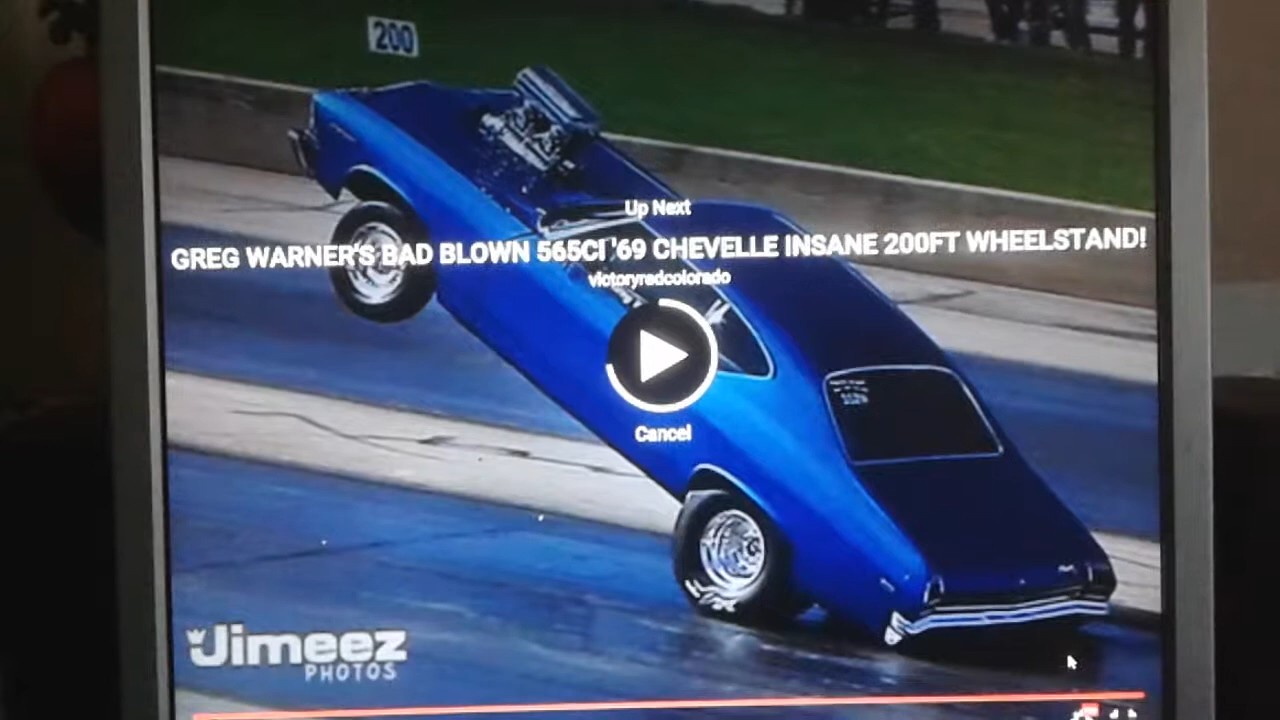 200
Up Next
GREG WARNER'S BAD BLOWN 565CI '69 CHEVELLE INSANE 200FT WHEELSTAND!
victoryredcolorado
Cancel
Jimeez
PHOTOS